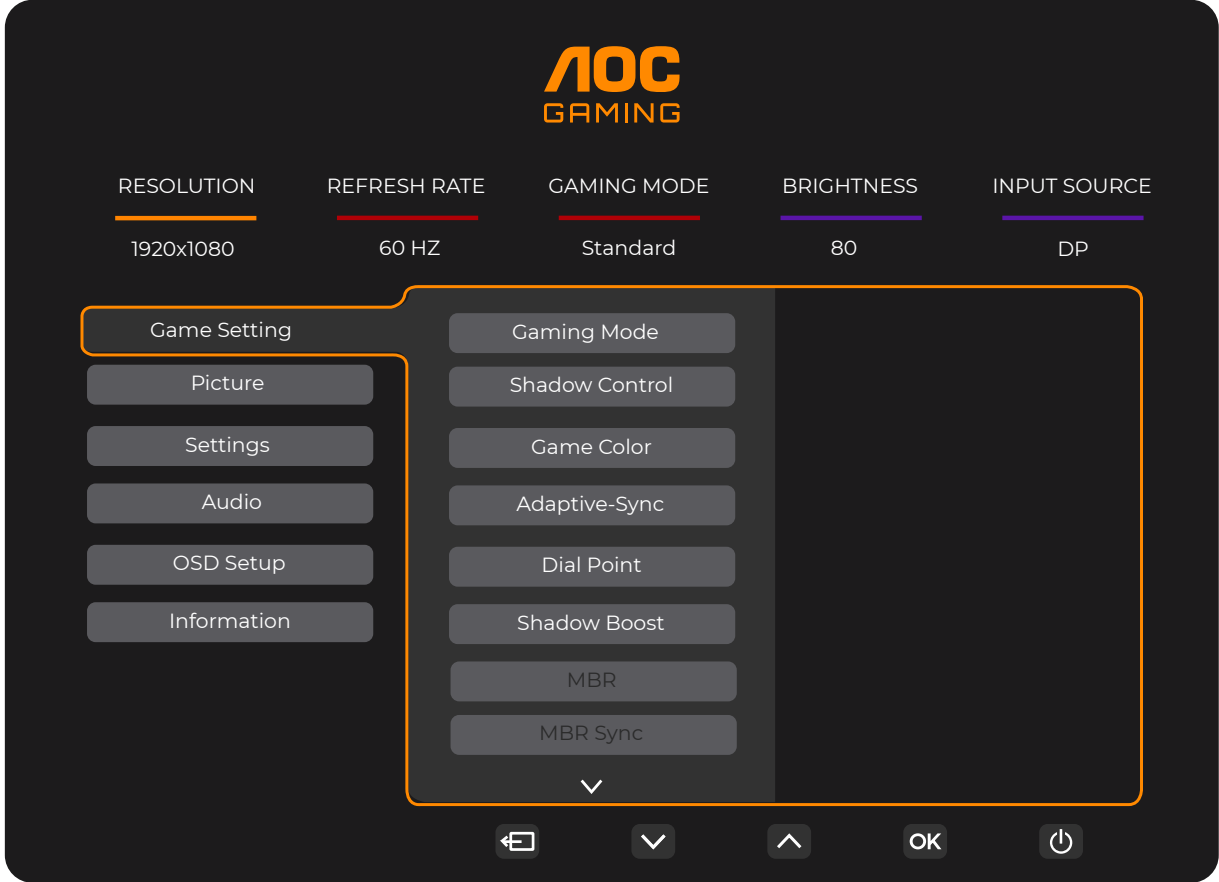 AOC
GAMING
RESOLUTION REFRESH RATE GAMING MODE BRIGHTNESS INPUT SOURCE
1920x1080 60 HZ Standard 80 DP
Game Setting
Picture
Settings
Audio
OSD Setup
Information
Gaming Mode
Shadow Control
Game Color
Adaptive-Sync
Dial Point
Shadow Boost
MBR
MBR Sync
OK